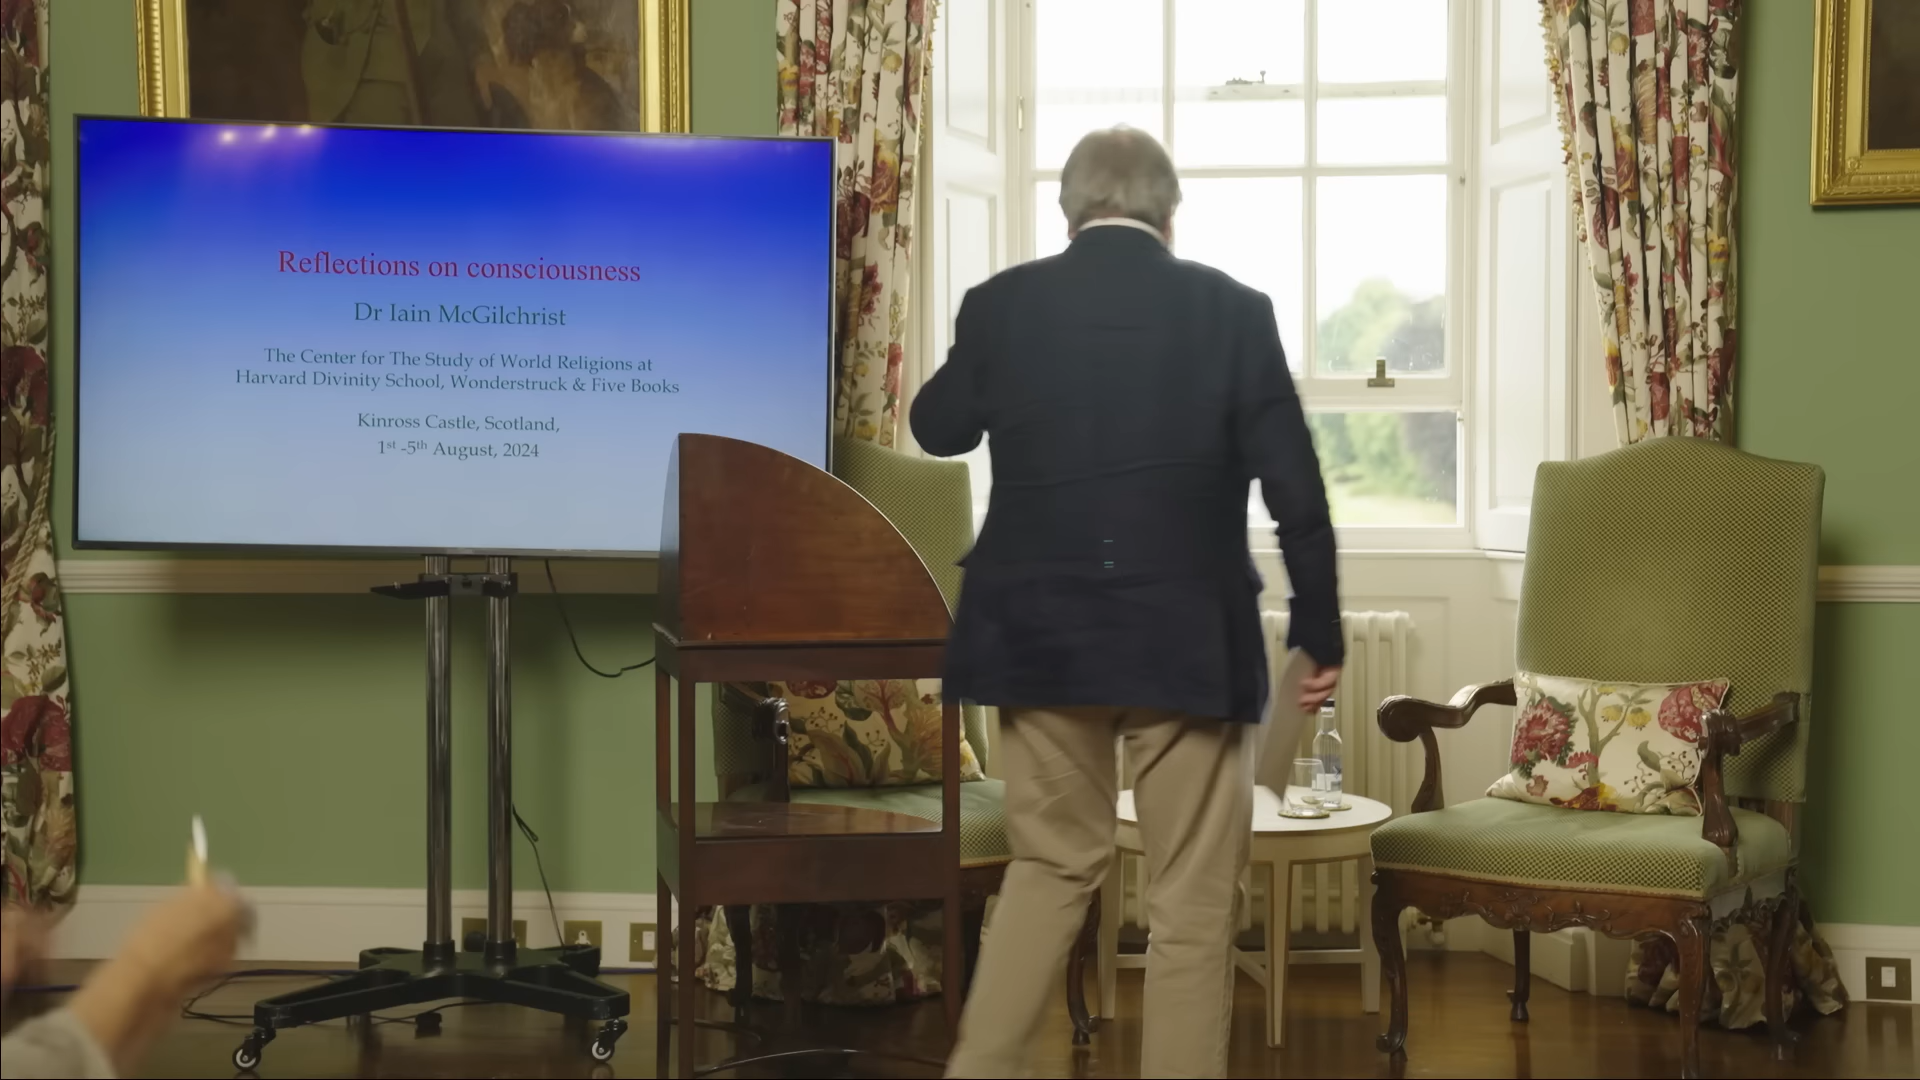 Reflections on consciousness
Dr Iain McGilchrist
The Center for The Study of World Religions at
Harvard Divinity School, Wonderstruck & Five Books
Kinross Castle, Scotland,
1st -5th August, 2024